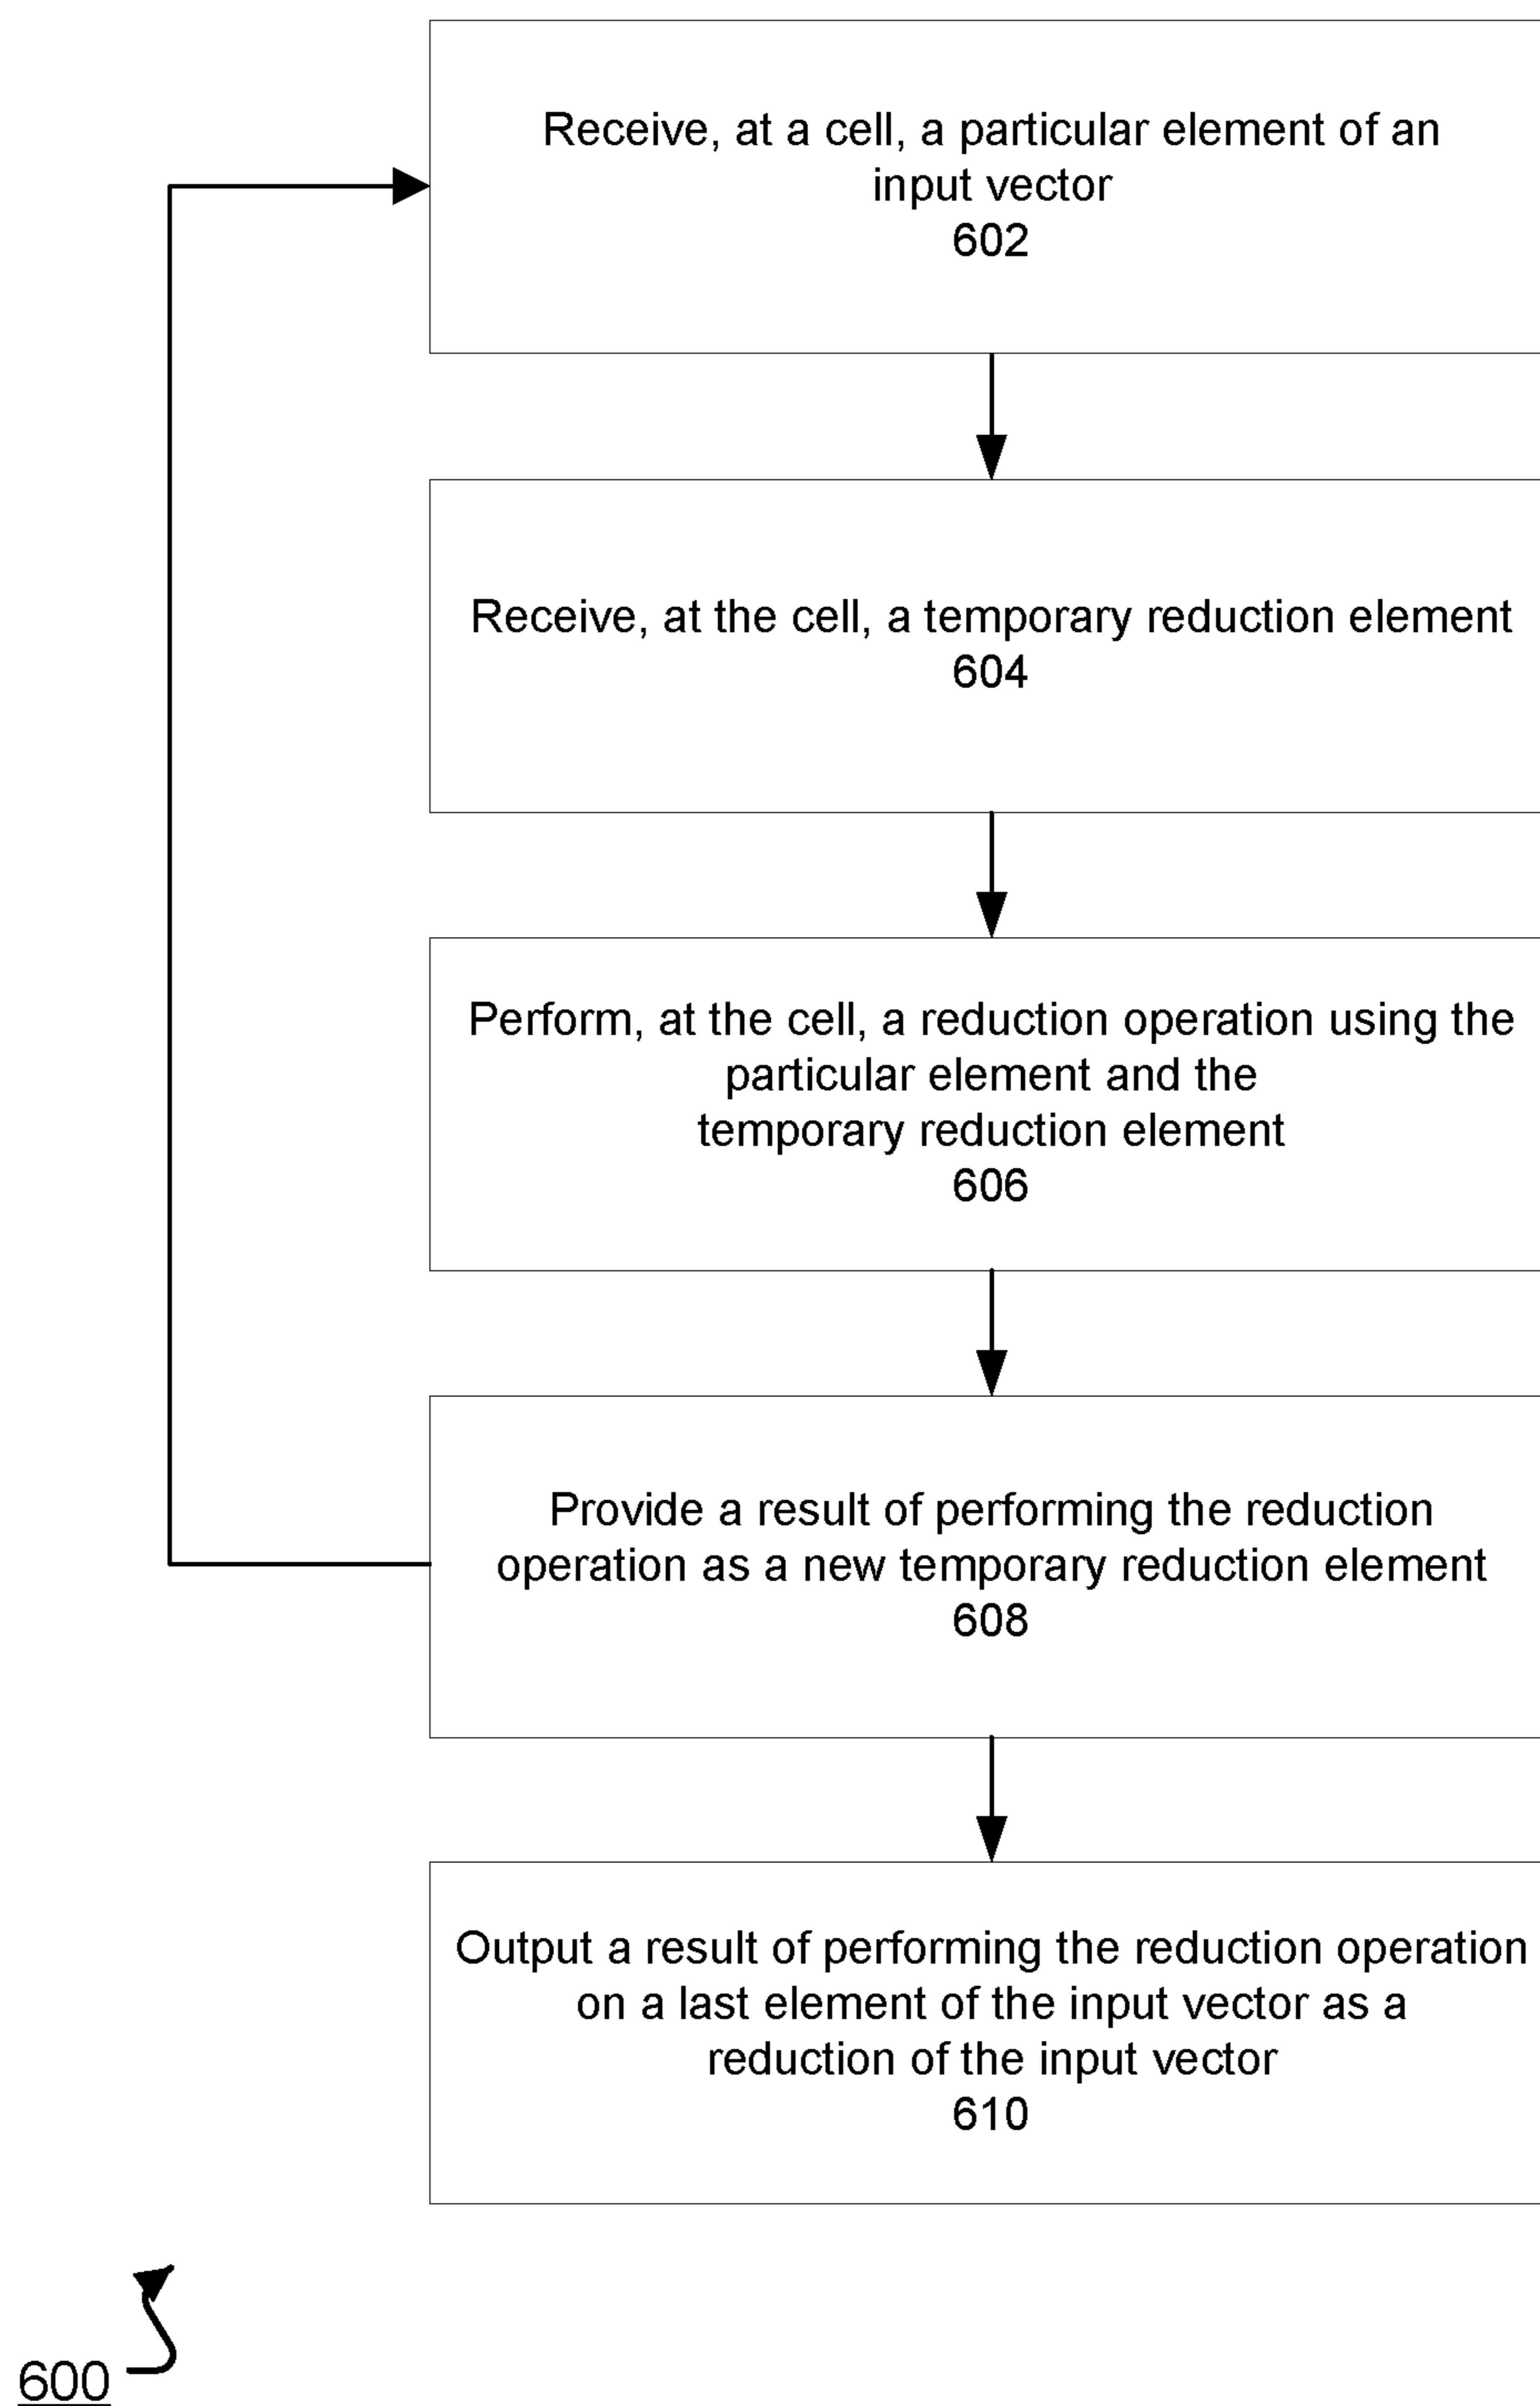 Receive, at a cell, a particular element of an
input vector
602
Receive, at the cell, a temporary reduction element
604
Perform, at the cell, a reduction operation using the
particular element and the
temporary reduction element
606
Provide a result of performing the reduction
operation as a new temporary reduction element
608
Output a result of performing the reduction operation
on a last element of the input vector as a
reduction of the input vector
610
600